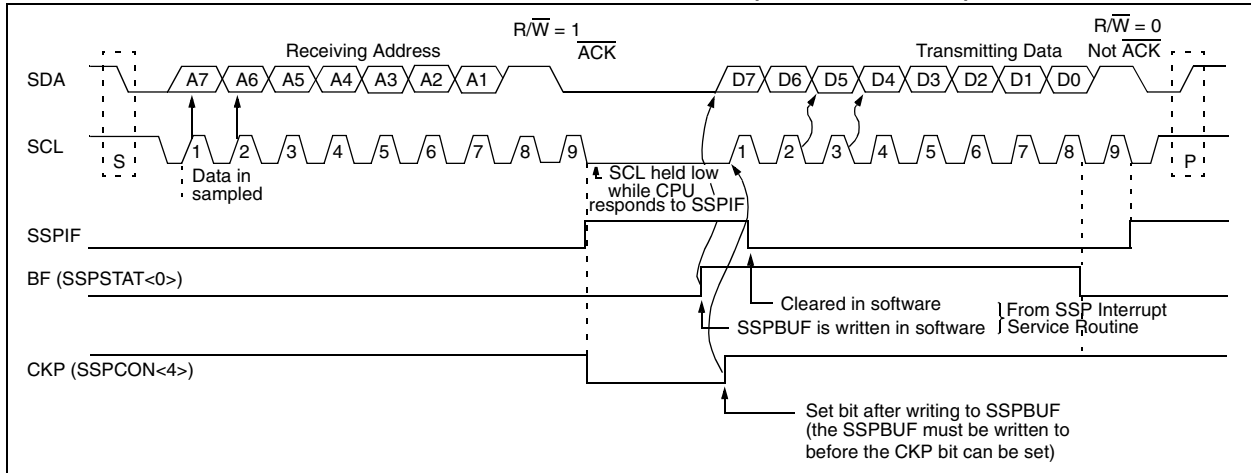 R/W = 1
ACK
R/W = 0
Not ACK
Receiving Address
Transmitting Data
SDA
A7 A6 A5 A4 A3 A2 A1
D7 D6 D5 D4 D3 D2 D1 D0
SCL
S
1 2 3 4 5 6 7 8 9
1 2 3 4 5 6 7 8 9
P
Data in
sampled
SCL held low
while CPU
responds to SSPIF
SSPIF
BF (SSPSTAT<0>)
Cleared in software
SSPBUF is written in software
From SSP Interrupt
Service Routine
CKP (SSPCON<4>)
Set bit after writing to SSPBUF
(the SSPBUF must be written to
before the CKP bit can be set)